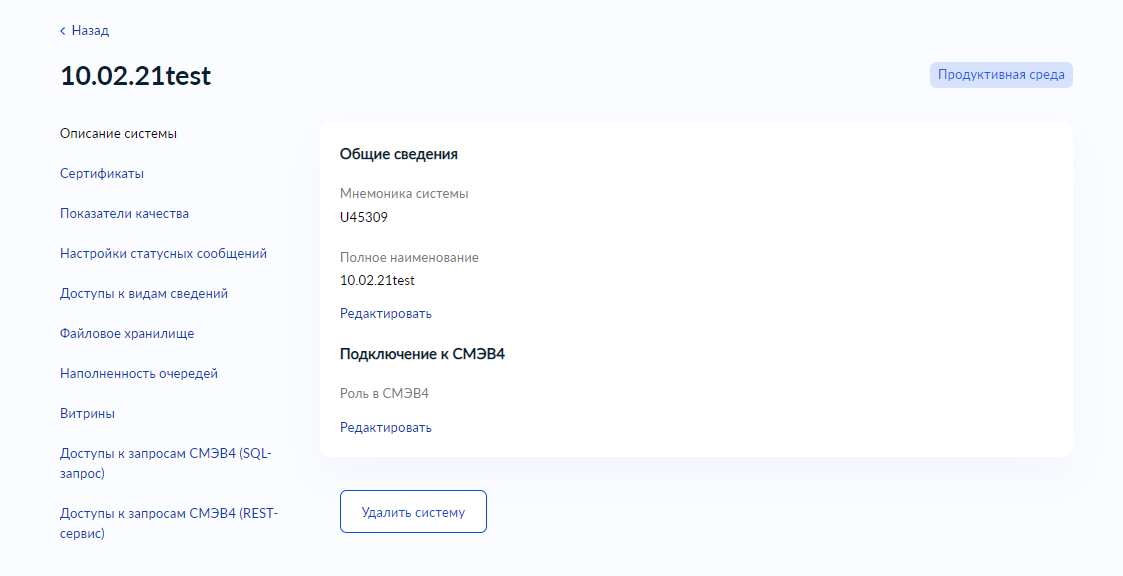 Назад
10.02.21test
Продуктивная среда
Описание системы
Сертификаты
Показатели качества
Настройки статусных сообщений
Доступы к видам сведений
Файловое хранилище
Наполненность очередей
Витрины
Доступы к запросам СМЭВ4 (SQL-
запрос)
Доступы к запросам СМЭВ4 (REST-
сервис)
Общие сведения
Мнемоника системы
U45309
Полное наименование
10.02.21test
Редактировать
Подключение к СМЭВ4
Роль в СМЭВ4
Редактировать
Удалить систему